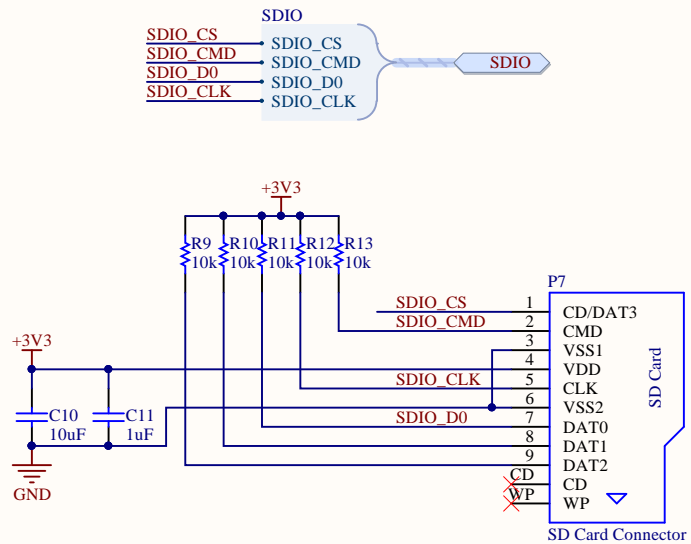 SDIO
SDIO_CS SDIO_CS
SDIO_CMD SDIO_CMD SDIO
SDIO_D0 SDIO_D0
SDIO_CLK SDIO_CLK
+3V3
R9 R10 R11 R12 R13
10k 10k 10k 10k 10k
P7
SDIO_CS 1 CD/DAT3
SDIO_CMD 2 CMD
+3V3 3 VSS1
4 VDD
SDIO_CLK 5 CLK
6 VSS2
C10 C11 SDIO_D0 7 DAT0
10uF 1uF 8 DAT1
9 DAT2
CD CD
GND WP WP
SD Card
SD Card Connector